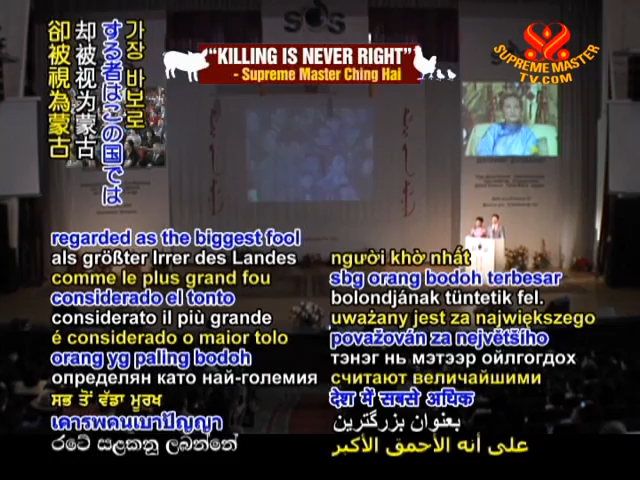 SOS
"KILLING IS NEVER RIGHT"
- Supreme Master Ching Hai
SUPREME MASTER
TV.COM
가장 바보로
する者はこの国では
却被视为蒙古
卻被視為蒙古
regarded as the biggest fool
als größter Irrer des Landes
comme le plus grand fou
considerado el tonto
considerato il più grande
é considerado o maior tolo
orang yg paling bodoh
определян като най-големия
ਸਭ ਤੋਂ ਵੱਡਾ ਮੂਰਖ
เคารพคนเบาปัญญา
රටේ සළකනු ලබන්නේ
người khờ nhất
sbg orang bodoh terbesar
bolondjának tüntetik fel.
uważany jest za największego
považován za největšího
тэнэг нь мэтээр ойлгогдох
считают величайшими
देश में सबसे अधिक
بعنوان بزرگترین
على أنه الأحمق الأكبر